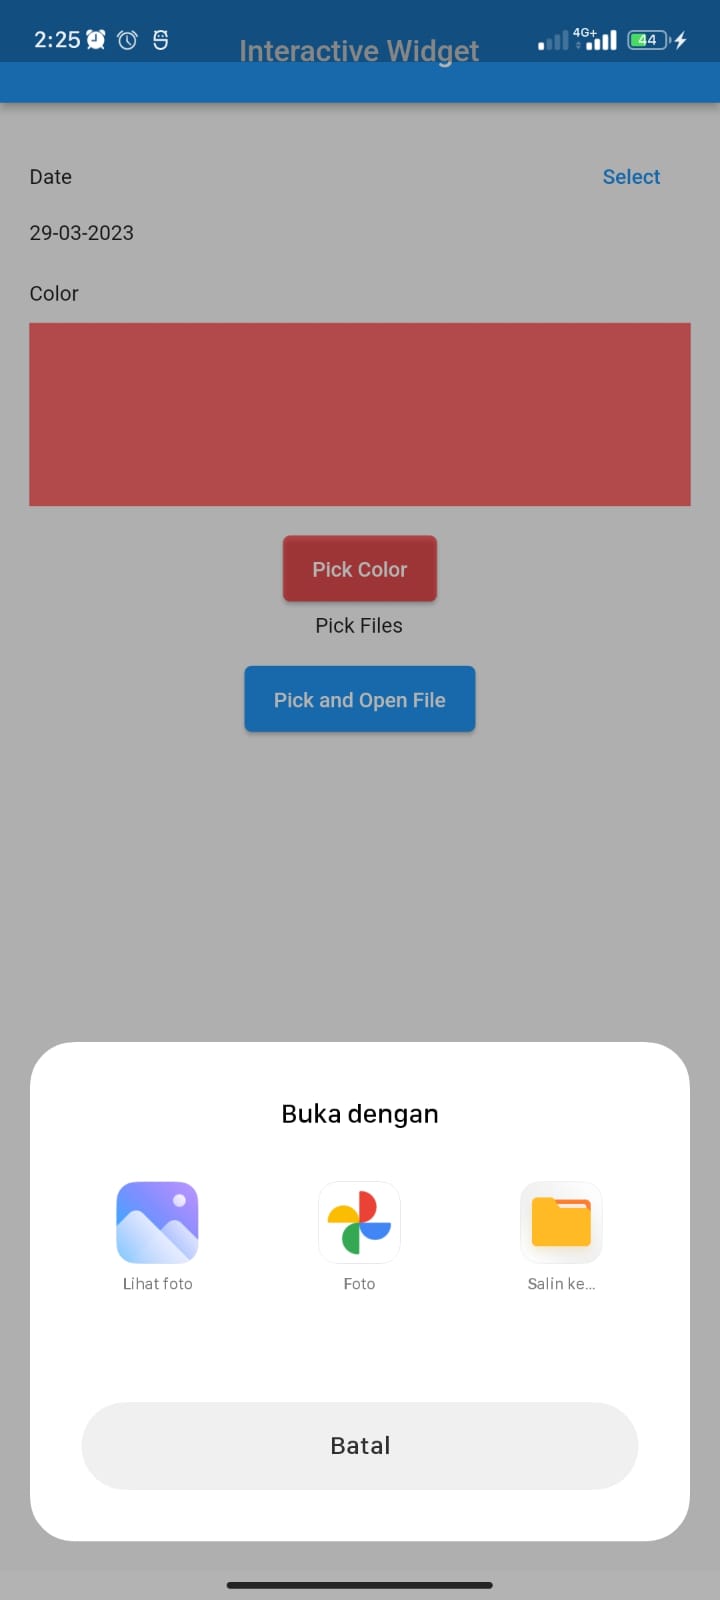 2:25
4G+
44
Interactive Widget
Date
Select
29-03-2023
Color
Pick Color
Pick Files
Pick and Open File
Buka dengan
Lihat foto
Foto
Salin ke...
Batal